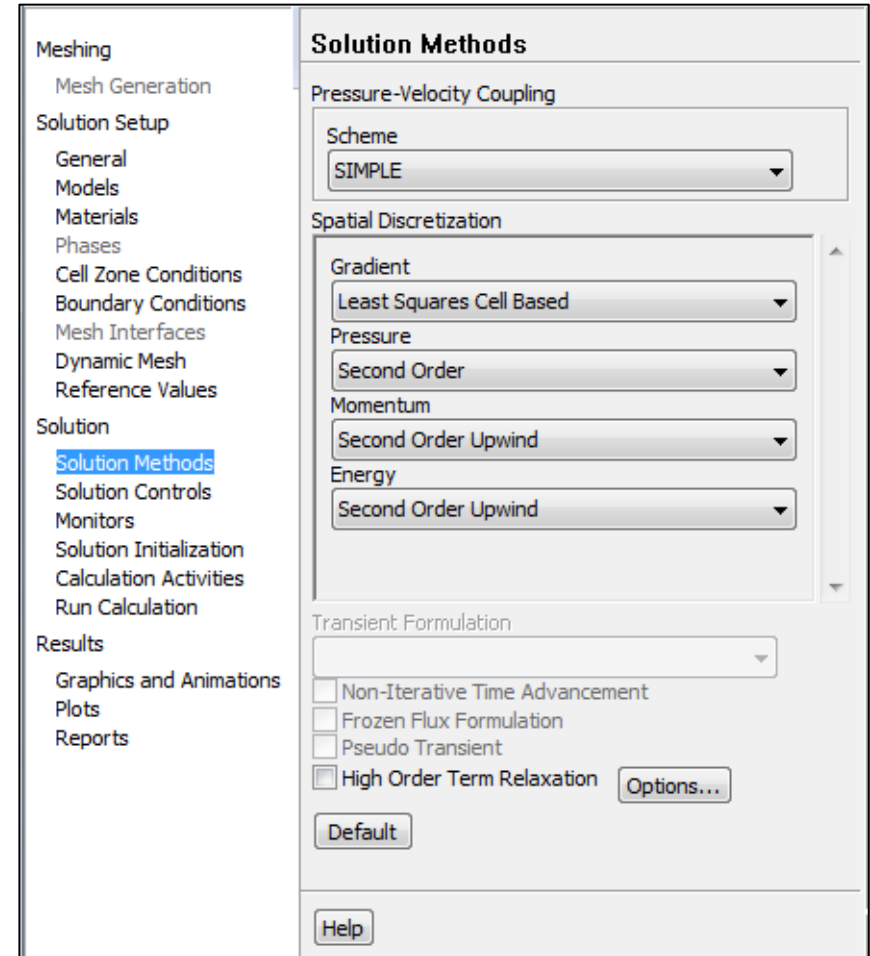 Meshing
Mesh Generation
Solution Setup
General
Models
Materials
Phases
Cell Zone Conditions
Boundary Conditions
Mesh Interfaces
Dynamic Mesh
Reference Values
Solution
Solution Methods
Solution Controls
Monitors
Solution Initialization
Calculation Activities
Run Calculation
Results
Graphics and Animations
Plots
Reports
Solution Methods
Pressure-Velocity Coupling
Scheme
SIMPLE
Spatial Discretization
Gradient
Least Squares Cell Based
Pressure
Second Order
Momentum
Second Order Upwind
Energy
Second Order Upwind
Transient Formulation
Non-Iterative Time Advancement
Frozen Flux Formulation
Pseudo Transient
High Order Term Relaxation Options...
Default
Help